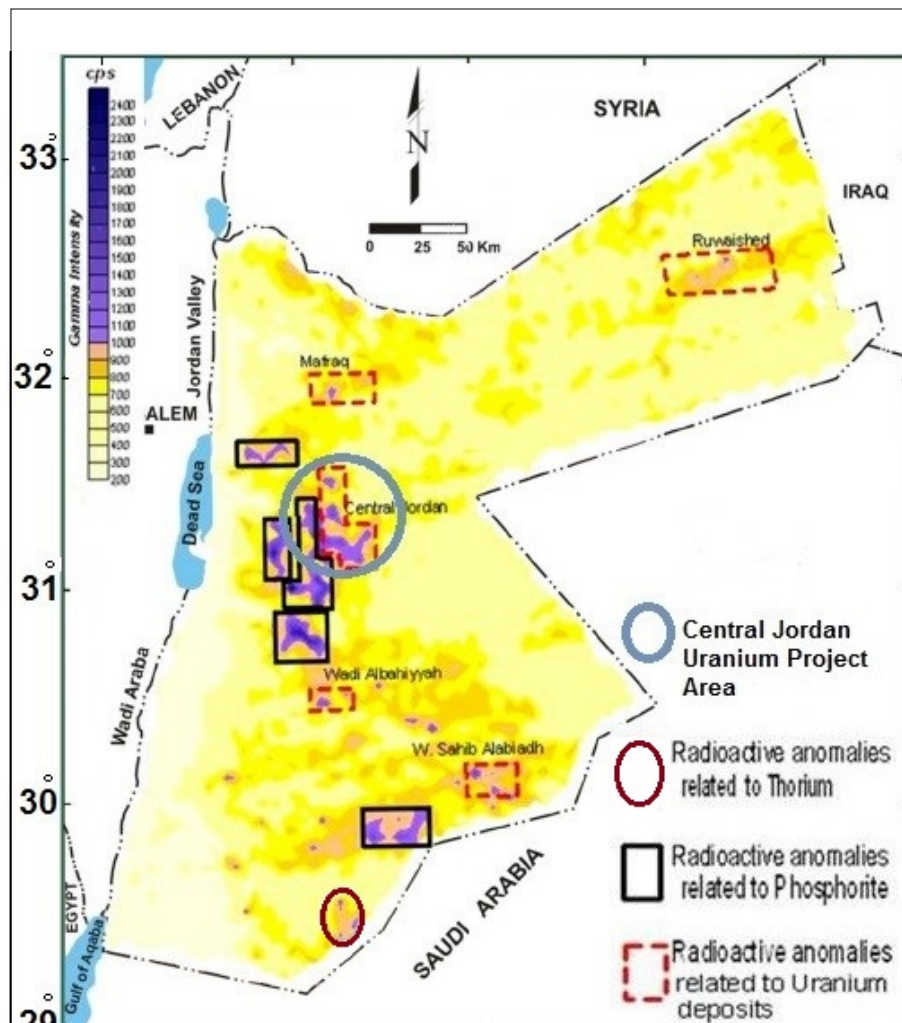 cps
2400
2300
2200
2100
2000
1900
1800
1700
1600
1500
1400
1300
1200
1100
1000
900
800
700
600
500
400
300
200
Gamma Intensity
LEBANON
SYRIA
IRAQ
N
0 25 50 Km
33°
32°
31°
30°
29
Jordan Valley
ALEM
Dead Sea
Wadi Araba
EGYPT
Gulf of Aqaba
SAUDI ARABIA
Ruwaished
Mafraq
Central Jordan
Wadi Albahiyyah
W. Sahib Alabiadh
Central Jordan
Uranium Project
Area
Radioactive anomalies
related to Thorium
Radioactive anomalies
related to Phosphorite
Radioactive anomalies
related to Uranium
deposits